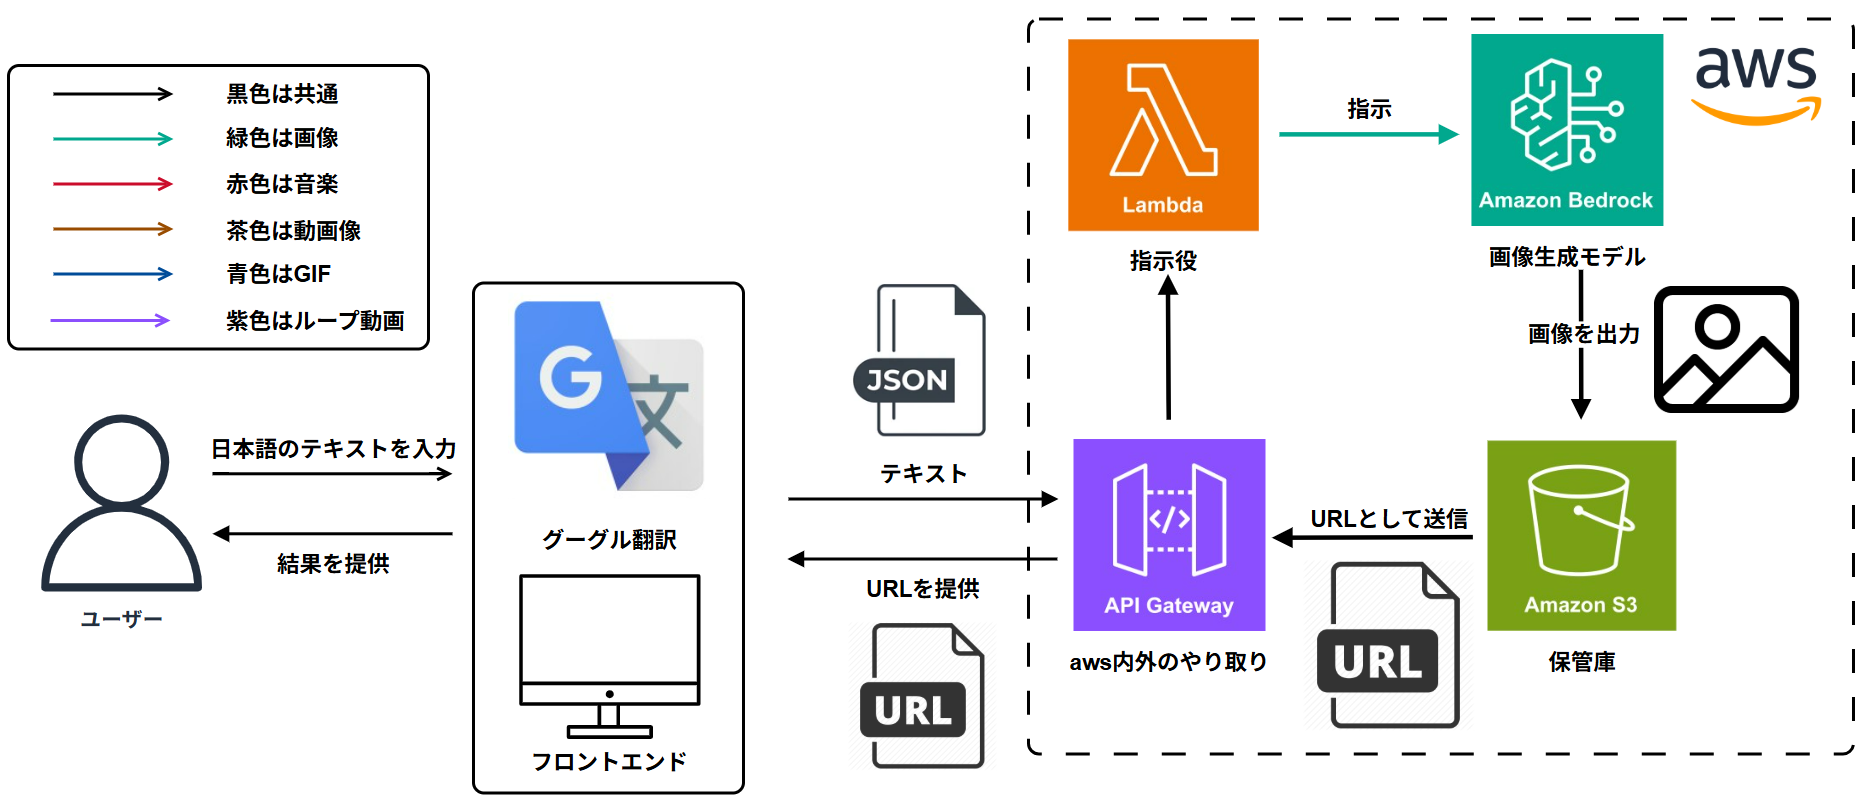 黒色は共通
緑色は画像
赤色は音楽
茶色は動画像
青色はGIF
紫色はループ動画
日本語のテキストを入力
結果を提供
ユーザー
G
文
グーグル翻訳
フロントエンド
JSON
テキスト
URLを提供
URL
aws
Lambda
指示役
指示
Amazon Bedrock
画像生成モデル
画像を出力
API Gateway
aws内外のやり取り
URLとして送信
URL
Amazon S3
保管庫